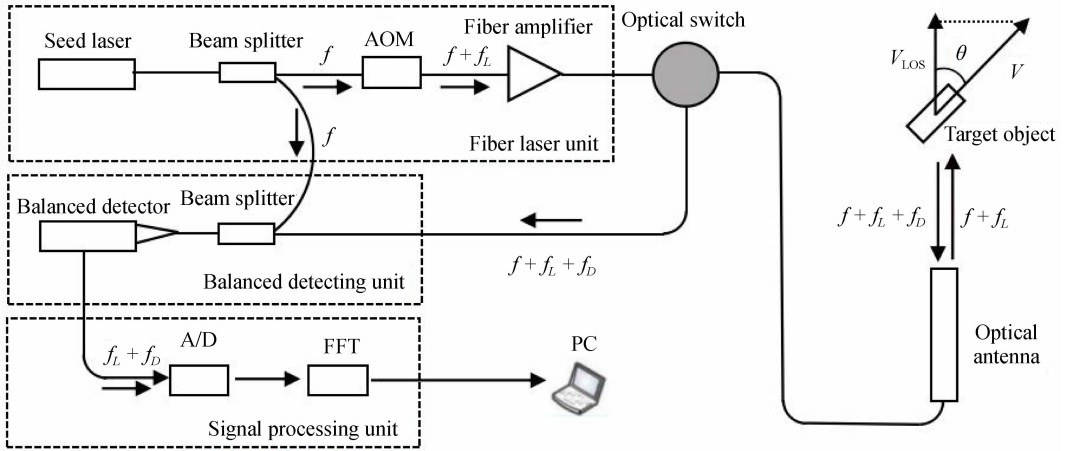 Seed laser
Beam splitter
f
AOM
f + f_L
Fiber amplifier
Optical switch
f
Fiber laser unit
V_LOS
θ
V
Target object
Balanced detector
Beam splitter
f + f_L + f_D
Balanced detecting unit
f + f_L + f_D
f + f_L
Optical
antenna
f_L + f_D
A/D
FFT
PC
Signal processing unit